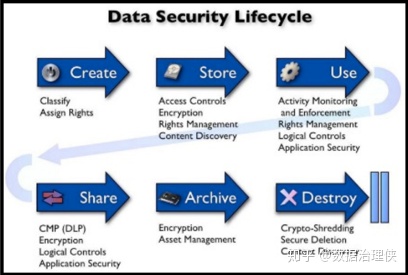 Data Security Lifecycle
Create
Store
Use
Classify
Assign Rights
Access Controls
Encryption
Rights Management
Content Discovery
Activity Monitoring
and Enforcement
Rights Management
Logical Controls
Application Security
Share
Archive
Destroy
CMP (DLP)
Encryption
Logical Controls
Application Security
Encryption
Asset Management
Crypto-Shredding
Secure Deletion
Content Discovery
知乎 @数据治理侠